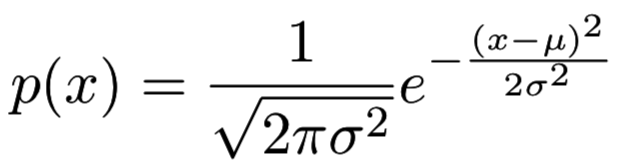 p(x) = \frac{1}{\sqrt{2\pi\sigma^2}} e^{-\frac{(x-\mu)^2}{2\sigma^2}}